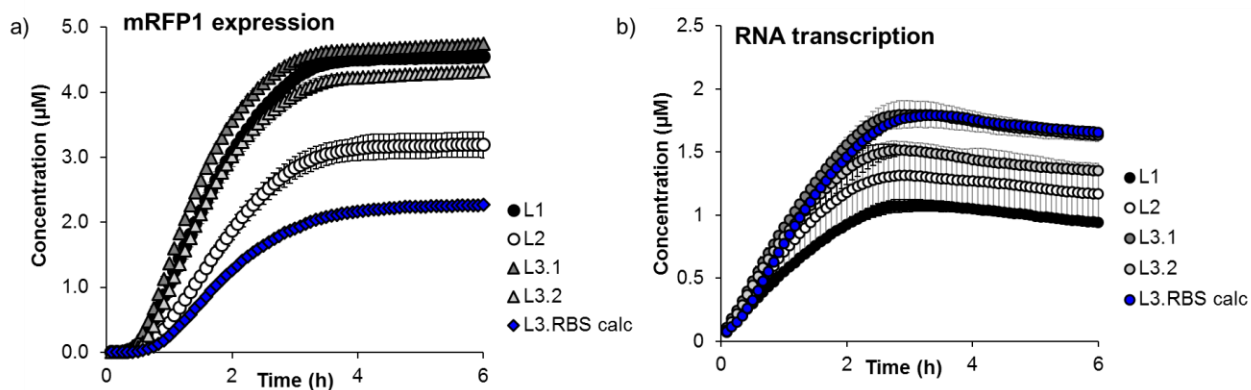 a) mRFP1 expression
Concentration (µM)
5.0
4.0
3.0
2.0
1.0
0.0
0
2
4
6
Time (h)
L1
L2
L3.1
L3.2
L3.RBS calc
b) RNA transcription
Concentration (µM)
2
1.5
1
0.5
0
0
2
4
6
Time (h)
L1
L2
L3.1
L3.2
L3.RBS calc